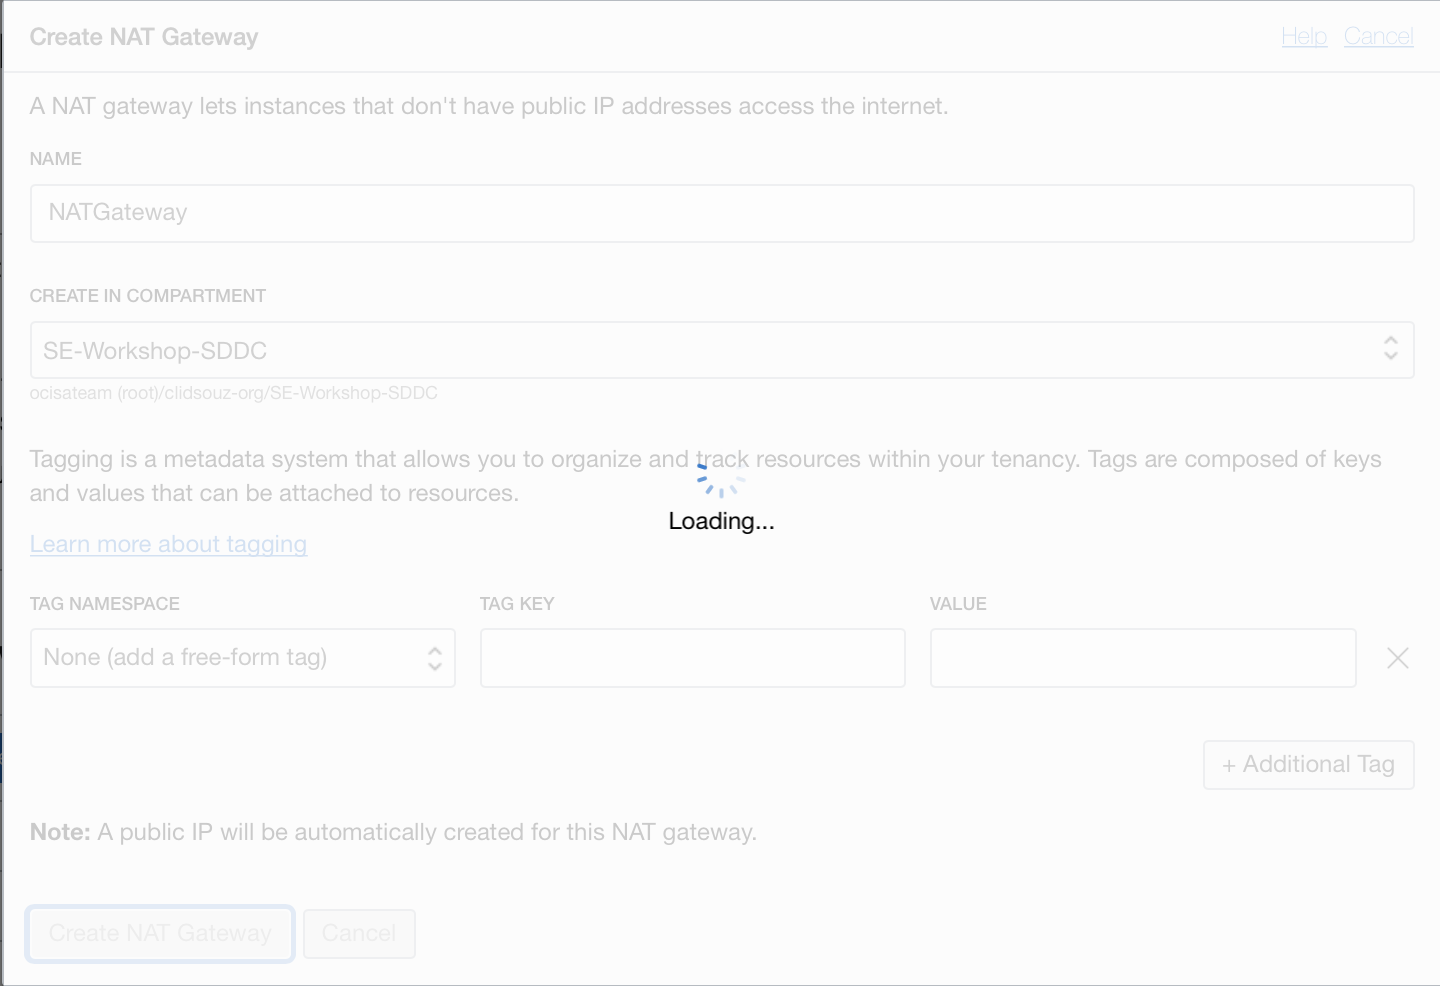 Create NAT Gateway
Help Cancel
A NAT gateway lets instances that don't have public IP addresses access the internet.
NAME
NATGateway
CREATE IN COMPARTMENT
SE-Workshop-SDDC
ocisateam (root)/clidsouz-org/SE-Workshop-SDDC
Tagging is a metadata system that allows you to organize and track resources within your tenancy. Tags are composed of keys
and values that can be attached to resources.
Loading...
Learn more about tagging
TAG NAMESPACE TAG KEY VALUE
None (add a free-form tag)
+ Additional Tag
Note: A public IP will be automatically created for this NAT gateway.
Create NAT Gateway Cancel